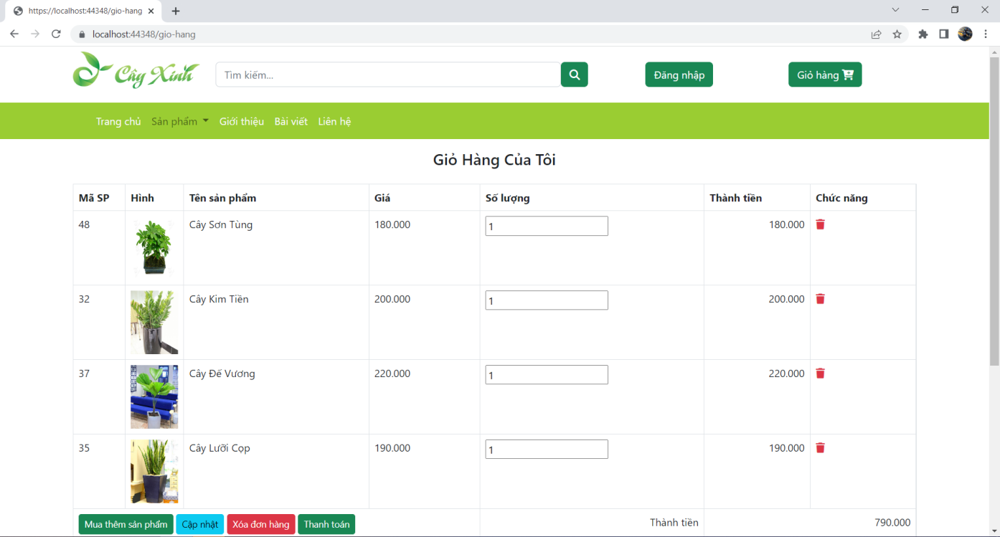 https://localhost:44348/gio-hang
localhost:44348/gio-hang
Cây Xinh
Tìm kiếm...
Đăng nhập
Giỏ hàng
Trang chủ Sản phẩm Giới thiệu Bài viết Liên hệ
Giỏ Hàng Của Tôi
Mã SP Hình Tên sản phẩm Giá Số lượng Thành tiền Chức năng
48 Cây Sơn Tùng 180.000 1 180.000
32 Cây Kim Tiền 200.000 1 200.000
37 Cây Đế Vương 220.000 1 220.000
35 Cây Lưỡi Cọp 190.000 1 190.000
Mua thêm sản phẩm Cập nhật Xóa đơn hàng Thanh toán Thành tiền 790.000